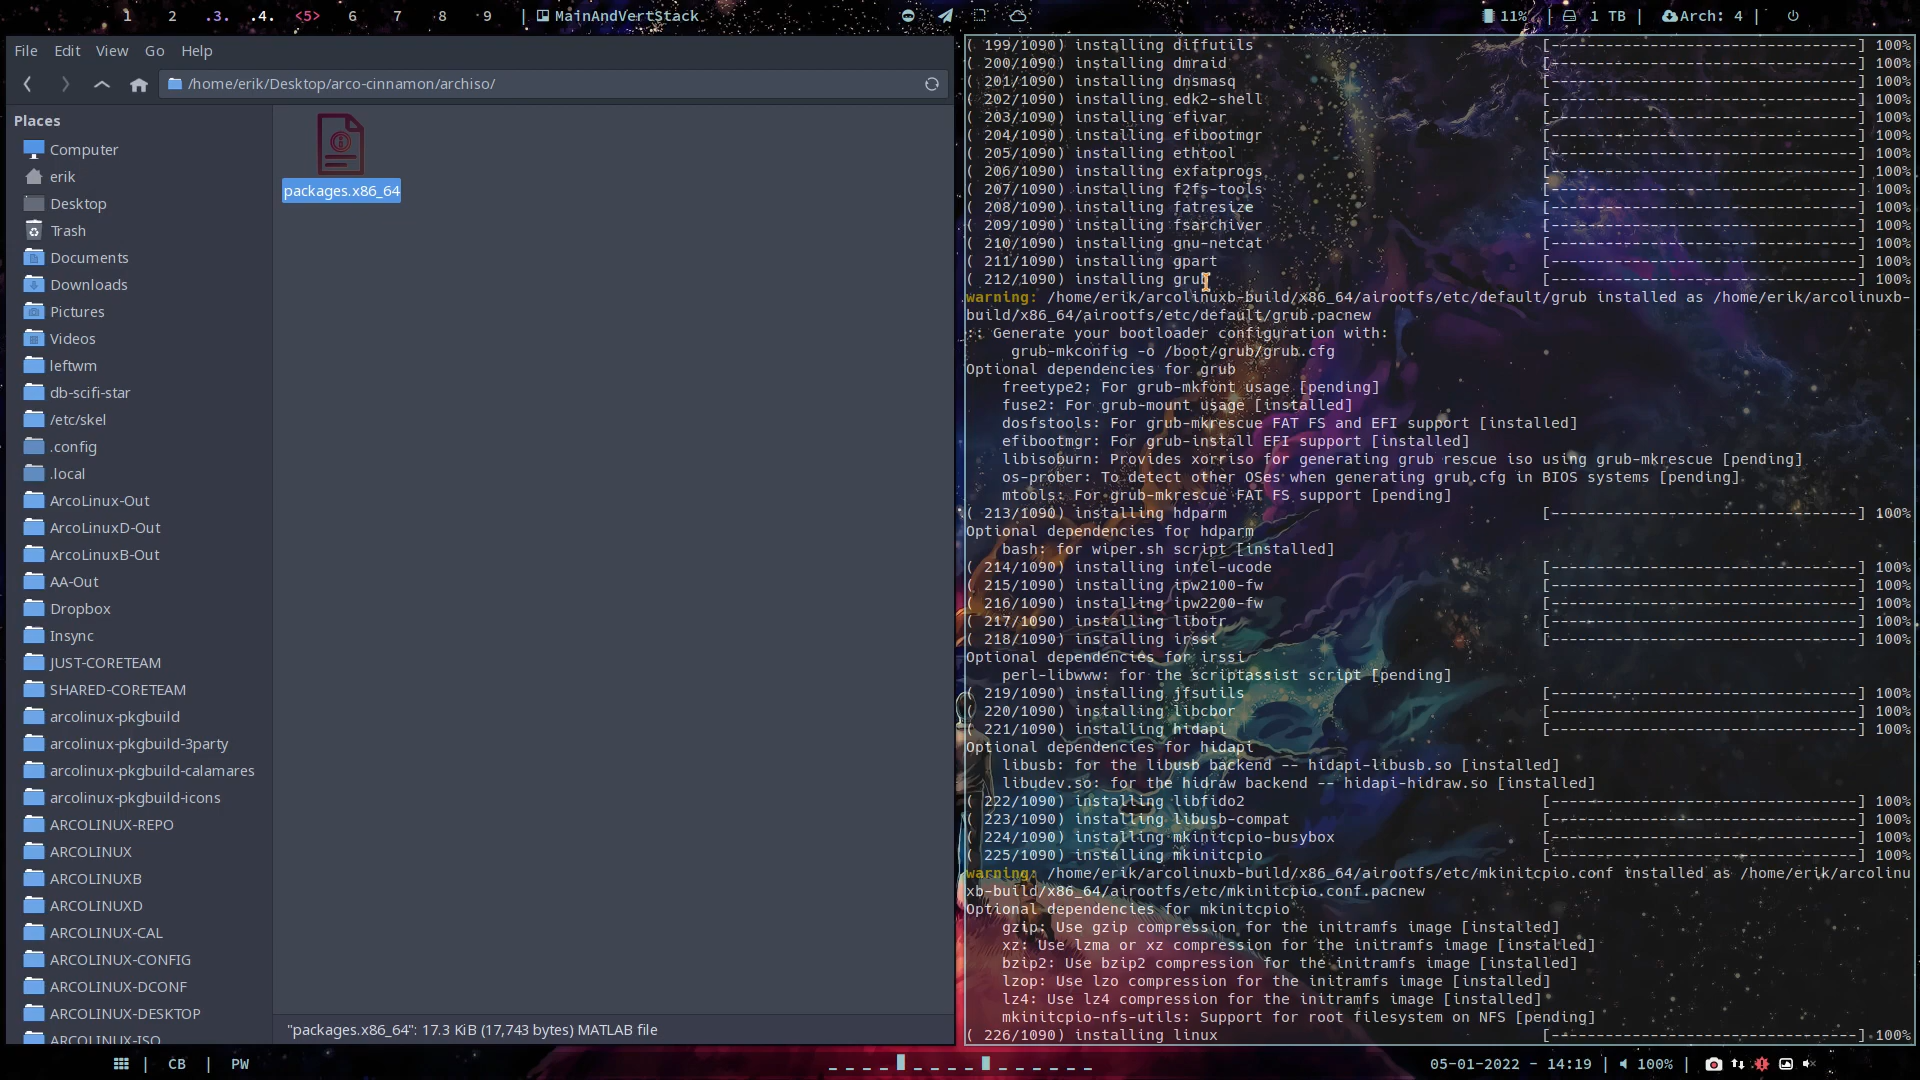 1 2 .3. .4. <5> 6 7 8 9 | MainAndVertStack
11% | 1 TB | Arch: 4 |
File Edit View Go Help
/home/erik/Desktop/arco-cinnamon/archiso/
Places
Computer
erik
Desktop
Trash
Documents
Downloads
Pictures
Videos
leftwm
db-scifi-star
/etc/skel
.config
.local
ArcoLinux-Out
ArcoLinuxD-Out
ArcoLinuxB-Out
AA-Out
Dropbox
Insync
JUST-CORETEAM
SHARED-CORETEAM
arcolinux-pkgbuild
arcolinux-pkgbuild-3party
arcolinux-pkgbuild-calamares
arcolinux-pkgbuild-icons
ARCOLINUX-REPO
ARCOLINUX
ARCOLINUXB
ARCOLINUXD
ARCOLINUX-CAL
ARCOLINUX-CONFIG
ARCOLINUX-DCONF
ARCOLINUX-DESKTOP
ARCOLINUX-ISO
packages.x86_64
"packages.x86_64": 17.3 KiB (17,743 bytes) MATLAB file
( 199/1090) installing diffutils [-----------------------------------] 100%
( 200/1090) installing dmraid [-----------------------------------] 100%
( 201/1090) installing dnsmasq [-----------------------------------] 100%
( 202/1090) installing edk2-shell [-----------------------------------] 100%
( 203/1090) installing efivar [-----------------------------------] 100%
( 204/1090) installing efibootmgr [-----------------------------------] 100%
( 205/1090) installing ethtool [-----------------------------------] 100%
( 206/1090) installing exfatprogs [-----------------------------------] 100%
( 207/1090) installing f2fs-tools [-----------------------------------] 100%
( 208/1090) installing fatresize [-----------------------------------] 100%
( 209/1090) installing fsarchiver [-----------------------------------] 100%
( 210/1090) installing gnu-netcat [-----------------------------------] 100%
( 211/1090) installing gpart [-----------------------------------] 100%
( 212/1090) installing grub [-----------------------------------] 100%
warning: /home/erik/arcolinuxb-build/x86_64/airootfs/etc/default/grub installed as /home/erik/arcolinuxb-
build/x86_64/airootfs/etc/default/grub.pacnew
:: Generate your bootloader configuration with:
grub-mkconfig -o /boot/grub/grub.cfg
Optional dependencies for grub
freetype2: For grub-mkfont usage [pending]
fuse2: For grub-mount usage [installed]
dosfstools: For grub-mkrescue FAT FS and EFI support [installed]
efibootmgr: For grub-install EFI support [installed]
libisoburn: Provides xorriso for generating grub rescue iso using grub-mkrescue [pending]
os-prober: To detect other OSes when generating grub.cfg in BIOS systems [pending]
mtools: For grub-mkrescue FAT FS support [pending]
( 213/1090) installing hdparm [-----------------------------------] 100%
Optional dependencies for hdparm
bash: for wiper.sh script [installed]
( 214/1090) installing intel-ucode [-----------------------------------] 100%
( 215/1090) installing ipw2100-fw [-----------------------------------] 100%
( 216/1090) installing ipw2200-fw [-----------------------------------] 100%
( 217/1090) installing libotr [-----------------------------------] 100%
( 218/1090) installing irssi [-----------------------------------] 100%
Optional dependencies for irssi
perl-libwww: for the scriptassist script [pending]
( 219/1090) installing jfsutils [-----------------------------------] 100%
( 220/1090) installing libcbor [-----------------------------------] 100%
( 221/1090) installing hidapi [-----------------------------------] 100%
Optional dependencies for hidapi
libusb: for the libusb backend -- hidapi-libusb.so [installed]
libudev.so: for the hidraw backend -- hidapi-hidraw.so [installed]
( 222/1090) installing libfido2 [-----------------------------------] 100%
( 223/1090) installing libusb-compat [-----------------------------------] 100%
( 224/1090) installing mkinitcpio-busybox [-----------------------------------] 100%
( 225/1090) installing mkinitcpio [-----------------------------------] 100%
warning: /home/erik/arcolinuxb-build/x86_64/airootfs/etc/mkinitcpio.conf installed as /home/erik/arcolinu
xb-build/x86_64/airootfs/etc/mkinitcpio.conf.pacnew
Optional dependencies for mkinitcpio
gzip: Use gzip compression for the initramfs image [installed]
xz: Use lzma or xz compression for the initramfs image [installed]
bzip2: Use bzip2 compression for the initramfs image [installed]
lzop: Use lzo compression for the initramfs image [installed]
lz4: Use lz4 compression for the initramfs image [installed]
mkinitcpio-nfs-utils: Support for root filesystem on NFS [pending]
( 226/1090) installing linux [-----------------------------------] 100%
| CB | PW
05-01-2022 - 14:19 | 100% |